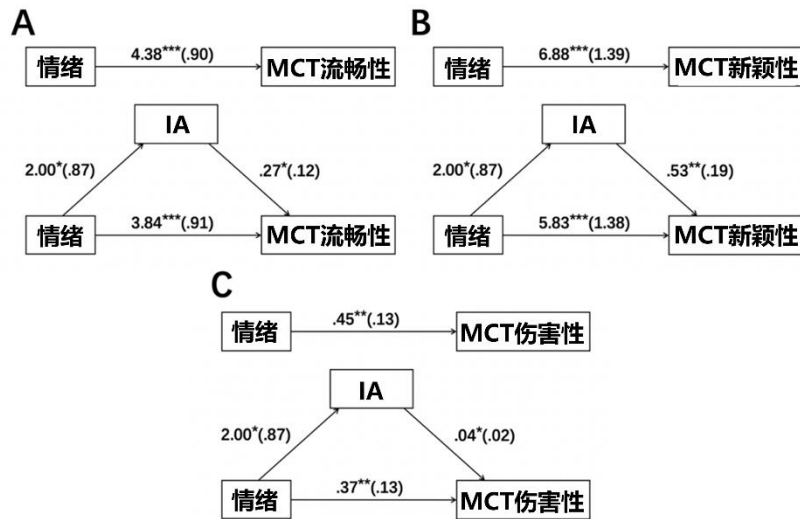 A
4.38***(.90)
情绪
MCT流畅性
IA
2.00*(.87)
.27*(.12)
3.84***(.91)
情绪
MCT流畅性
B
6.88***(1.39)
情绪
MCT新颖性
IA
2.00*(.87)
.53**(.19)
5.83***(1.38)
情绪
MCT新颖性
C
.45**(.13)
情绪
MCT伤害性
IA
2.00*(.87)
.04*(.02)
.37**(.13)
情绪
MCT伤害性